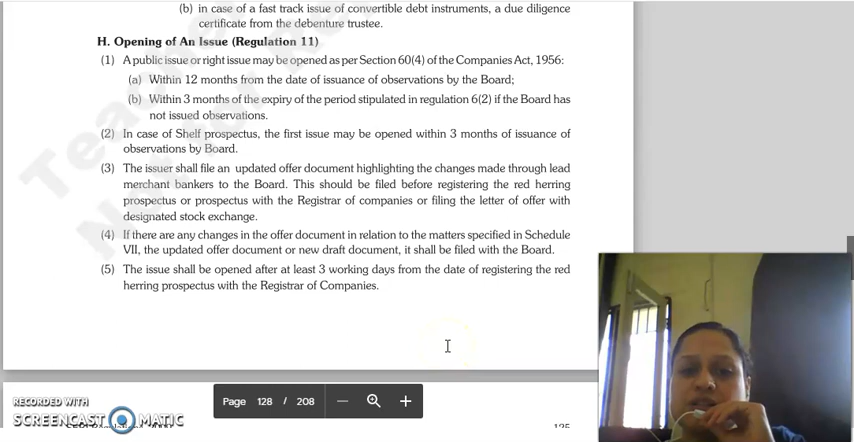 (b) in case of a fast track issue of convertible debt instruments, a due diligence
certificate from the debenture trustee.
H. Opening of An Issue (Regulation 11)
(1) A public issue or right issue may be opened as per Section 60(4) of the Companies Act, 1956:
(a) Within 12 months from the date of issuance of observations by the Board;
(b) Within 3 months of the expiry of the period stipulated in regulation 6(2) if the Board has
not issued observations.
(2) In case of Shelf prospectus, the first issue may be opened within 3 months of issuance of
observations by Board.
(3) The issuer shall file an updated offer document highlighting the changes made through lead
merchant bankers to the Board. This should be filed before registering the red herring
prospectus or prospectus with the Registrar of companies or filing the letter of offer with
designated stock exchange.
(4) If there are any changes in the offer document in relation to the matters specified in Schedule
VII, the updated offer document or new draft document, it shall be filed with the Board.
(5) The issue shall be opened after at least 3 working days from the date of registering the red
herring prospectus with the Registrar of Companies.
Page 128 / 208
RECORDED WITH
SCREENCAST MATIC